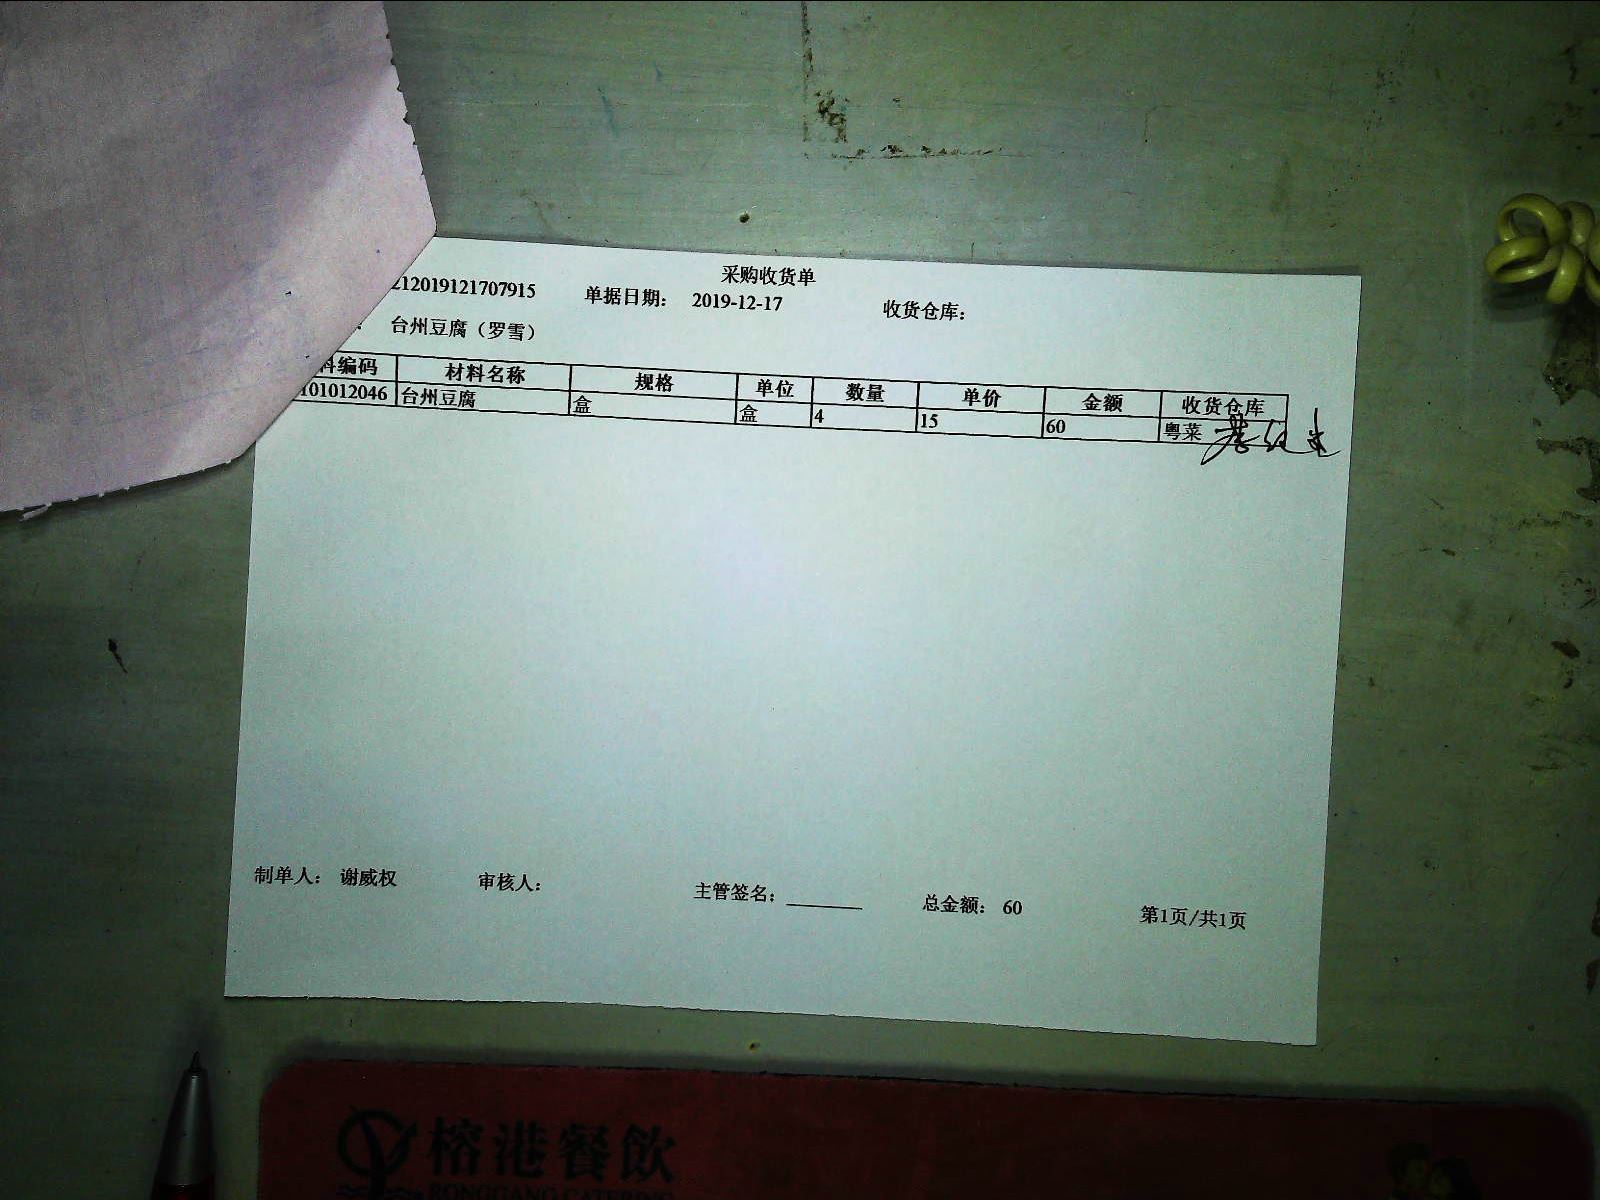 采购收货单
212019121707915 单据日期： 2019-12-17 收货仓库：
台州豆腐（罗雪）
料编码 材料名称 规格 单位 数量 单价 金额 收货仓库
101012046 台州豆腐 盒 盒 4 15 60 粤菜
制单人： 谢威权 审核人： 主管签名： 总金额： 60 第1页/共1页
榕港餐飲
RONGGANG CATERING